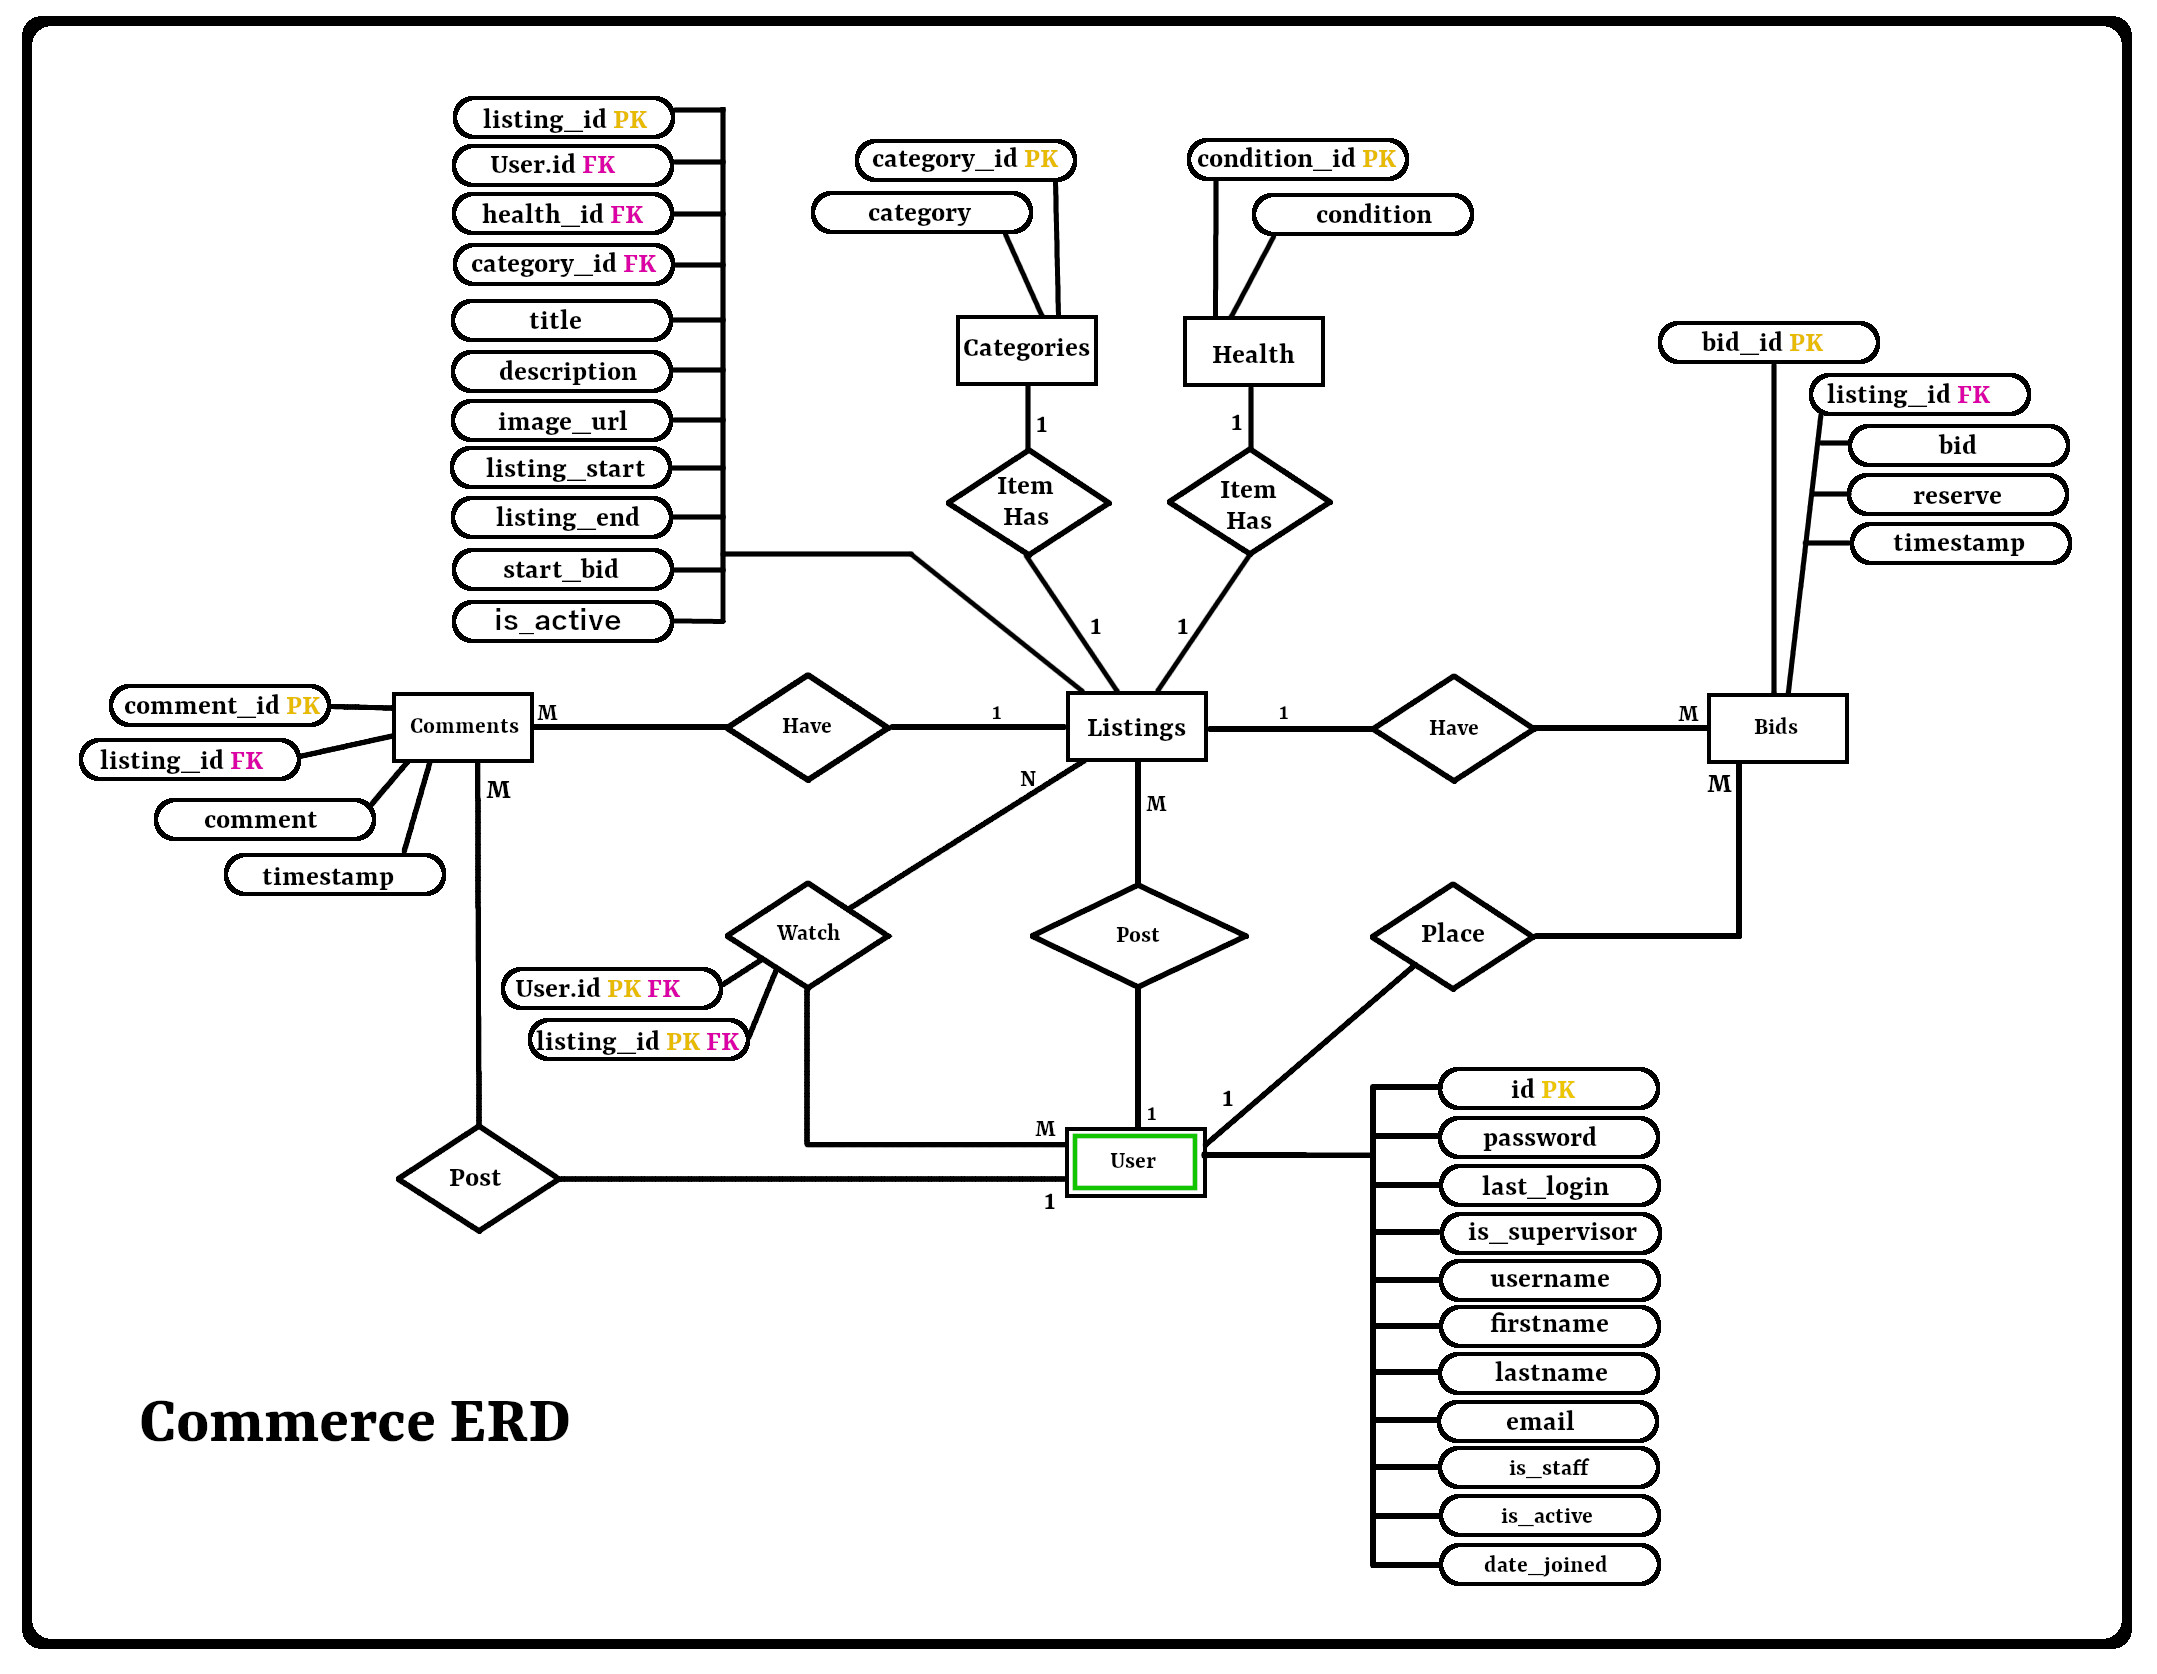 listing_id PK
User.id FK
health_id FK
category_id FK
title
description
image_url
listing_start
listing_end
start_bid
is_active
category_id PK
category
Categories
1
Item
Has
1
condition_id PK
condition
Health
1
Item
Has
1
bid_id PK
listing_id FK
bid
reserve
timestamp
comment_id PK
listing_id FK
comment
timestamp
Comments
M
Have
1
Listings
1
Have
M
Bids
M
N
M
M
Watch
User.id PK FK
listing_id PK FK
Post
Place
1
M
1
Post
1
User
id PK
password
last_login
is_supervisor
username
firstname
lastname
email
is_staff
is_active
date_joined
Commerce ERD